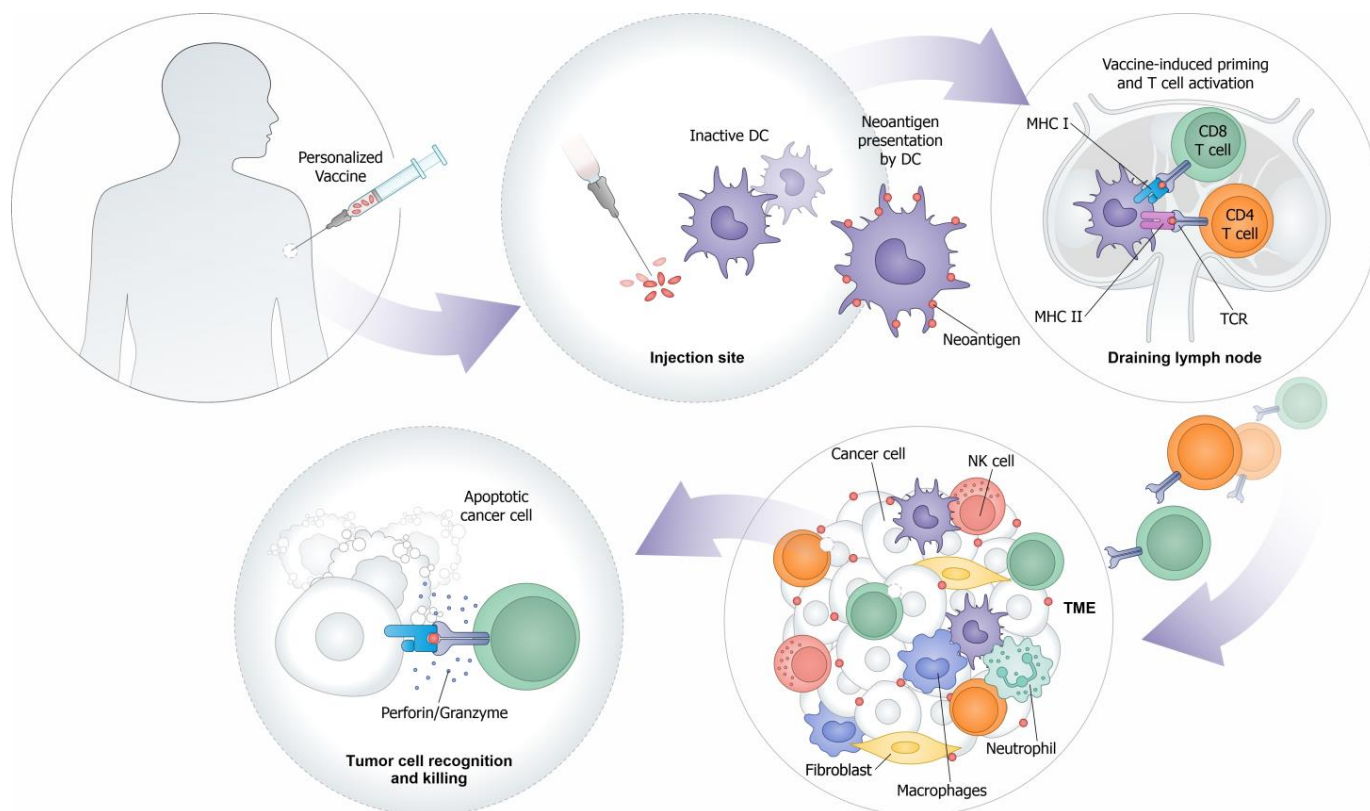 Personalized
Vaccine
Inactive DC
Injection site
Neoantigen
presentation
by DC
Neoantigen
Vaccine-induced priming
and T cell activation
MHC I
CD8
T cell
CD4
T cell
MHC II
TCR
Draining lymph node
Cancer cell
NK cell
TME
Neutrophil
Fibroblast
Macrophages
Apoptotic
cancer cell
Perforin/Granzyme
Tumor cell recognition
and killing